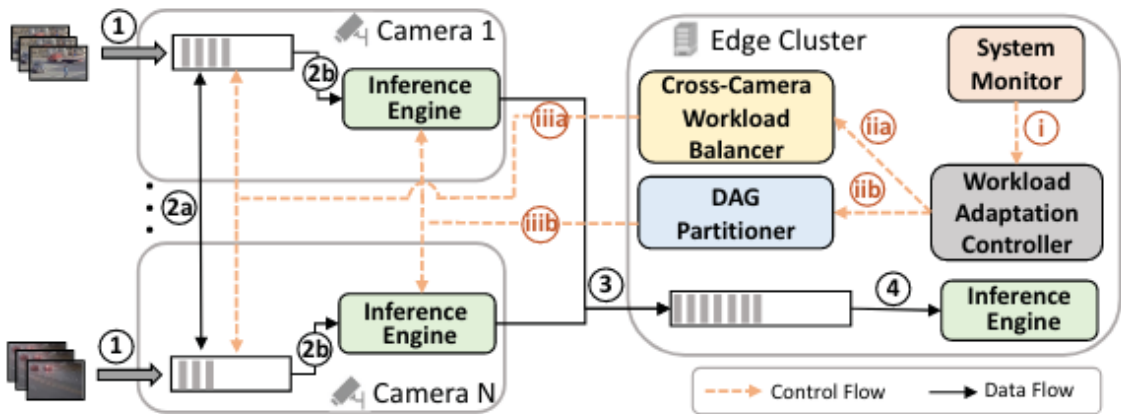 1
Camera 1
2b
Inference
Engine
2a
1
2b
Inference
Engine
Camera N
3
Edge Cluster
System
Monitor
Cross-Camera
Workload
Balancer
iiia
iia
i
DAG
Partitioner
iiib
iib
Workload
Adaptation
Controller
4
Inference
Engine
Control Flow
Data Flow